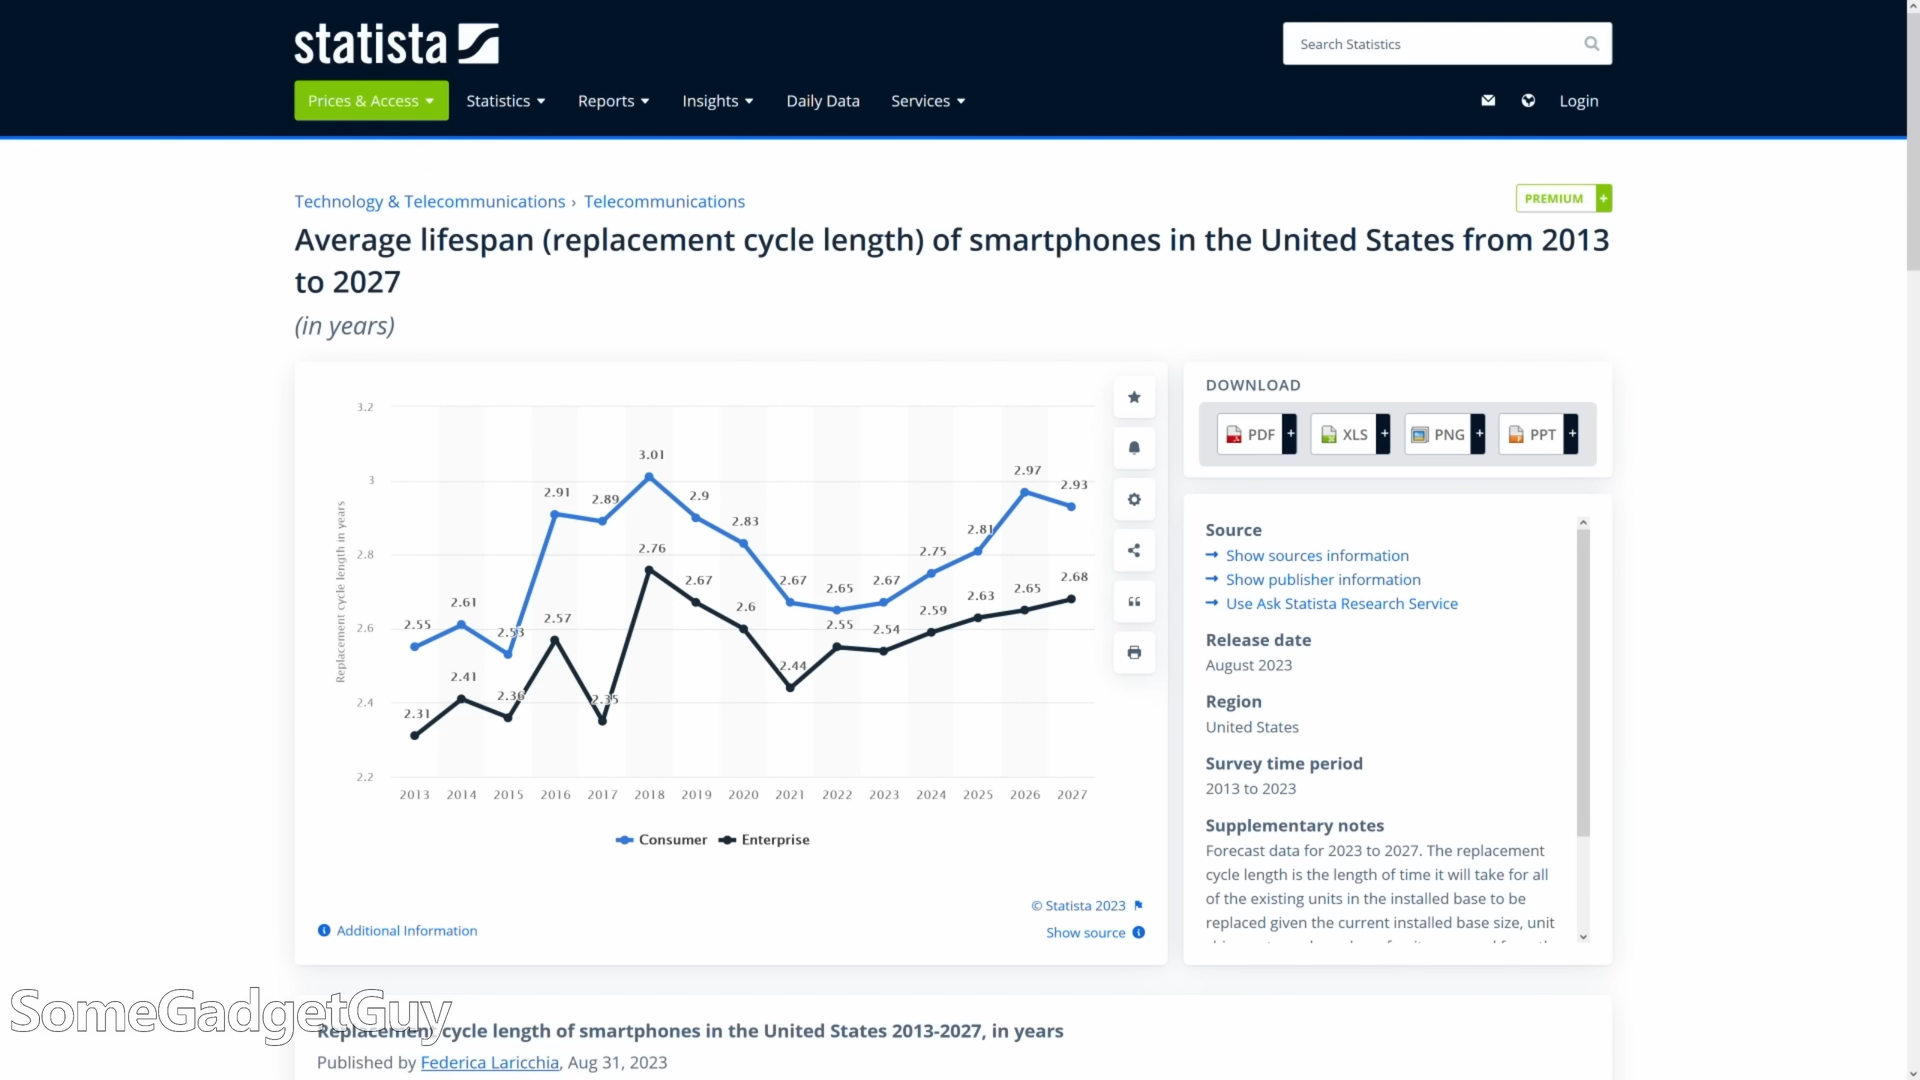 statista
Search Statistics
Prices & Access Statistics Reports Insights Daily Data Services Login
Technology & Telecommunications › Telecommunications
PREMIUM +
Average lifespan (replacement cycle length) of smartphones in the United States from 2013
to 2027
(in years)
Replacement cycle length in years
3.2
3
2.8
2.6
2.4
2.2
2.55 2.61 2.53 2.91 2.89 3.01 2.9 2.83 2.67 2.65 2.67 2.75 2.81 2.97 2.93
2.31 2.41 2.36 2.57 2.35 2.76 2.67 2.6 2.44 2.55 2.54 2.59 2.63 2.65 2.68
2013 2014 2015 2016 2017 2018 2019 2020 2021 2022 2023 2024 2025 2026 2027
Consumer Enterprise
© Statista 2023
Additional Information
Show source
DOWNLOAD
PDF + XLS + PNG + PPT +
Source
Show sources information
Show publisher information
Use Ask Statista Research Service
Release date
August 2023
Region
United States
Survey time period
2013 to 2023
Supplementary notes
Forecast data for 2023 to 2027. The replacement
cycle length is the length of time it will take for all
of the existing units in the installed base to be
replaced given the current installed base size, unit
SomeGadgetGuy
Replacement cycle length of smartphones in the United States 2013-2027, in years
Published by Federica Laricchia, Aug 31, 2023